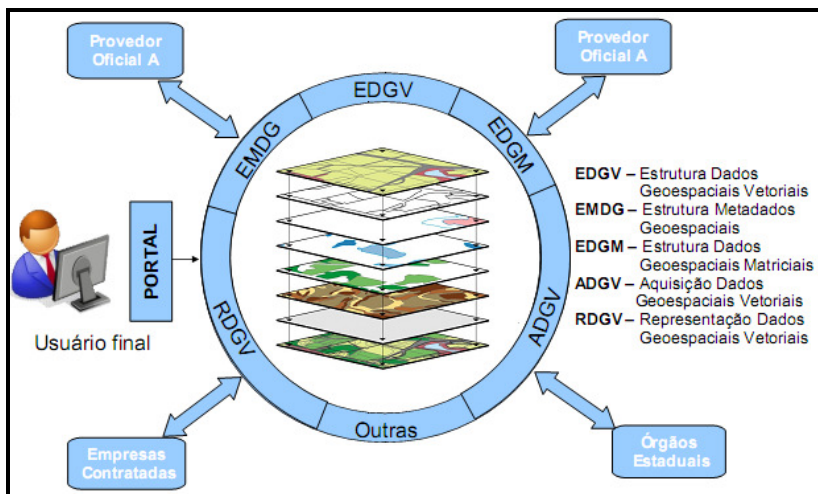 Provedor
Oficial A
Provedor
Oficial A
EDGV
EMDG
EDGM
PORTAL
Usuário final
RDGV
ADGV
Outras
EDGV – Estrutura Dados
Geoespaciais Vetoriais
EMDG – Estrutura Metadados
Geoespaciais
EDGM – Estrutura Dados
Geoespaciais Matriciais
ADGV – Aquisição Dados
Geoespaciais Vetoriais
RDGV – Representação Dados
Geoespaciais Vetoriais
Empresas
Contratadas
Órgãos
Estaduais